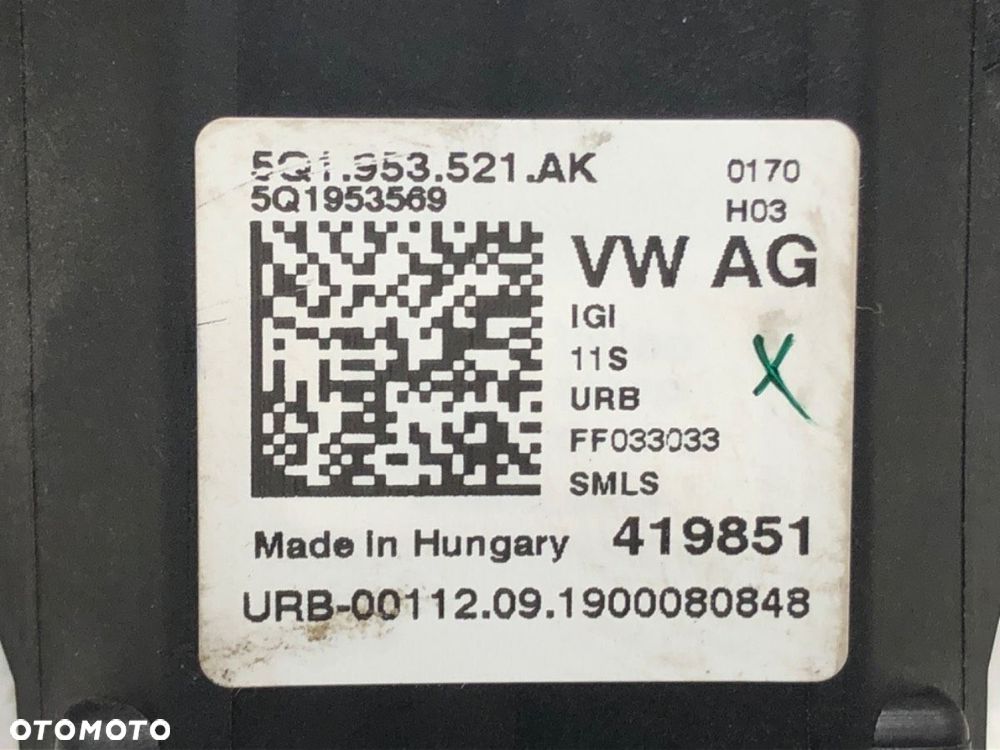 5Q1.953.521.AK
0170
5Q1953569
H03
VW AG
IGI
11S
URB
X
FF033033
SMLS
Made in Hungary 419851
URB-00112.09.1900080848
OTOMOTO